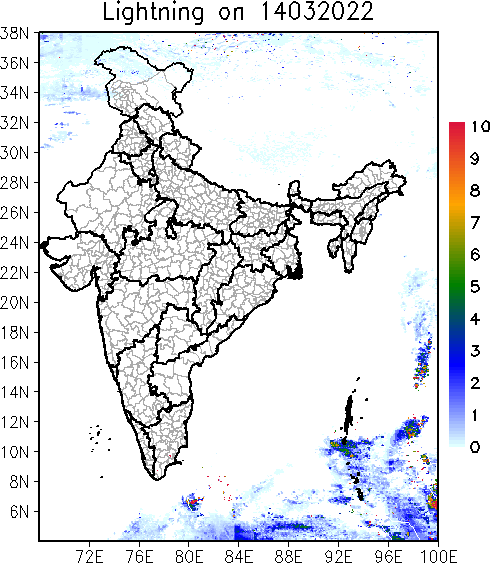 Lightning on 14032022
38N
36N
34N
32N
30N
28N
26N
24N
22N
20N
18N
16N
14N
12N
10N
8N
6N
72E 76E 80E 84E 88E 92E 96E 100E
10
9
8
7
6
5
4
3
2
1
0